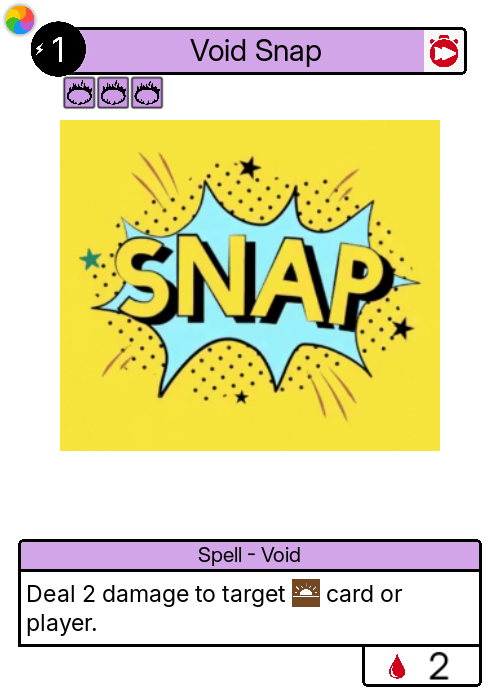 1 Void Snap
SNAP
Spell - Void
Deal 2 damage to target card or
player.
2